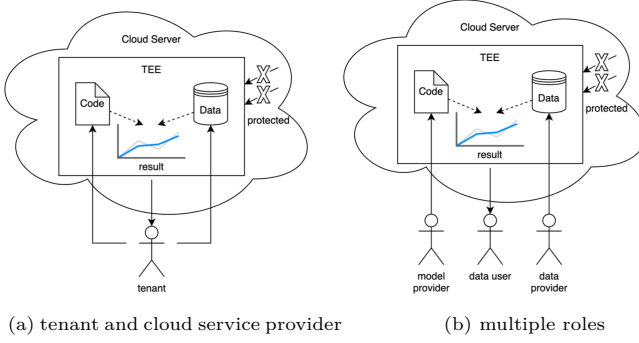 Cloud Server
TEE
Code
Data
protected
result
tenant
(a) tenant and cloud service provider
Cloud Server
TEE
Code
Data
protected
result
model
provider
data user
data
provider
(b) multiple roles